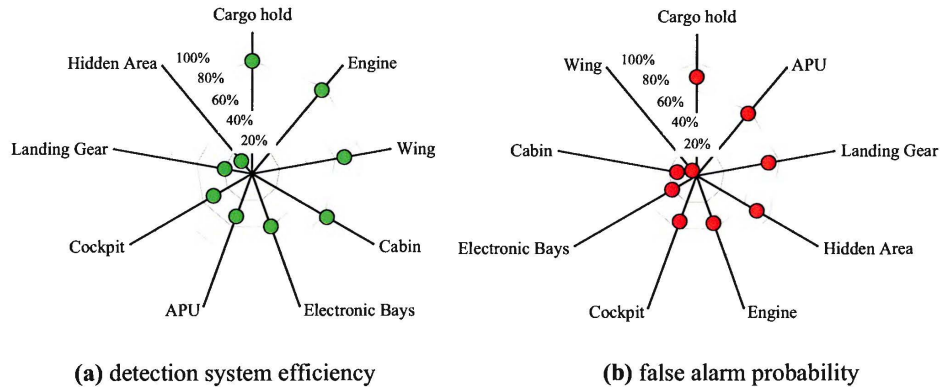 Cargo hold
100%
Hidden Area
Engine
80%
60%
40%
20%
Landing Gear
Wing
Cockpit
Cabin
APU
Electronic Bays
(a) detection system efficiency
Cargo hold
100%
Wing
APU
80%
60%
40%
20%
Cabin
Landing Gear
Electronic Bays
Hidden Area
Cockpit
Engine
(b) false alarm probability